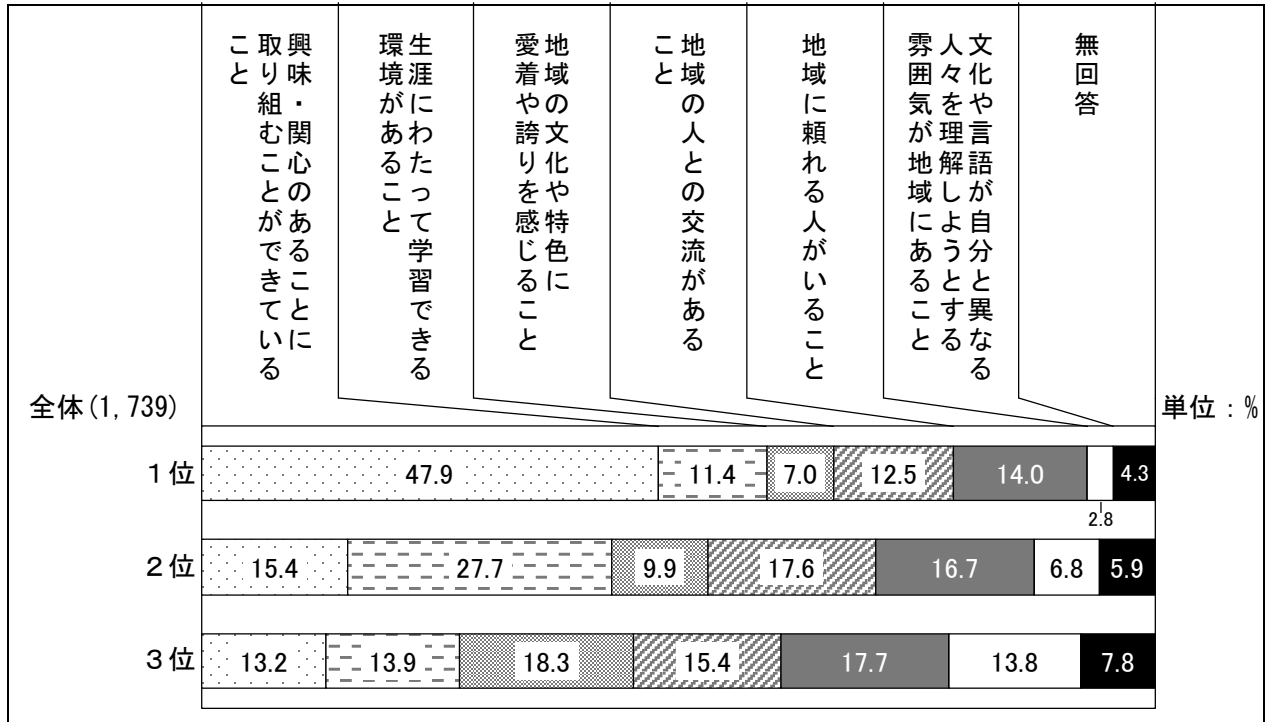 興味・関心のあることに
取り組むことができている
こと
生涯にわたって学習できる
環境があること
地域の文化や特色に
愛着や誇りを感じること
地域の人との交流がある
こと
地域に頼れる人がいること
文化や言語が自分と異なる
人々を理解しようとする
雰囲気が地域にあること
無回答
全体(1,739)
単位：%
1位
47.9
11.4
7.0
12.5
14.0
4.3
2.8
2位
15.4
27.7
9.9
17.6
16.7
6.8
5.9
3位
13.2
13.9
18.3
15.4
17.7
13.8
7.8